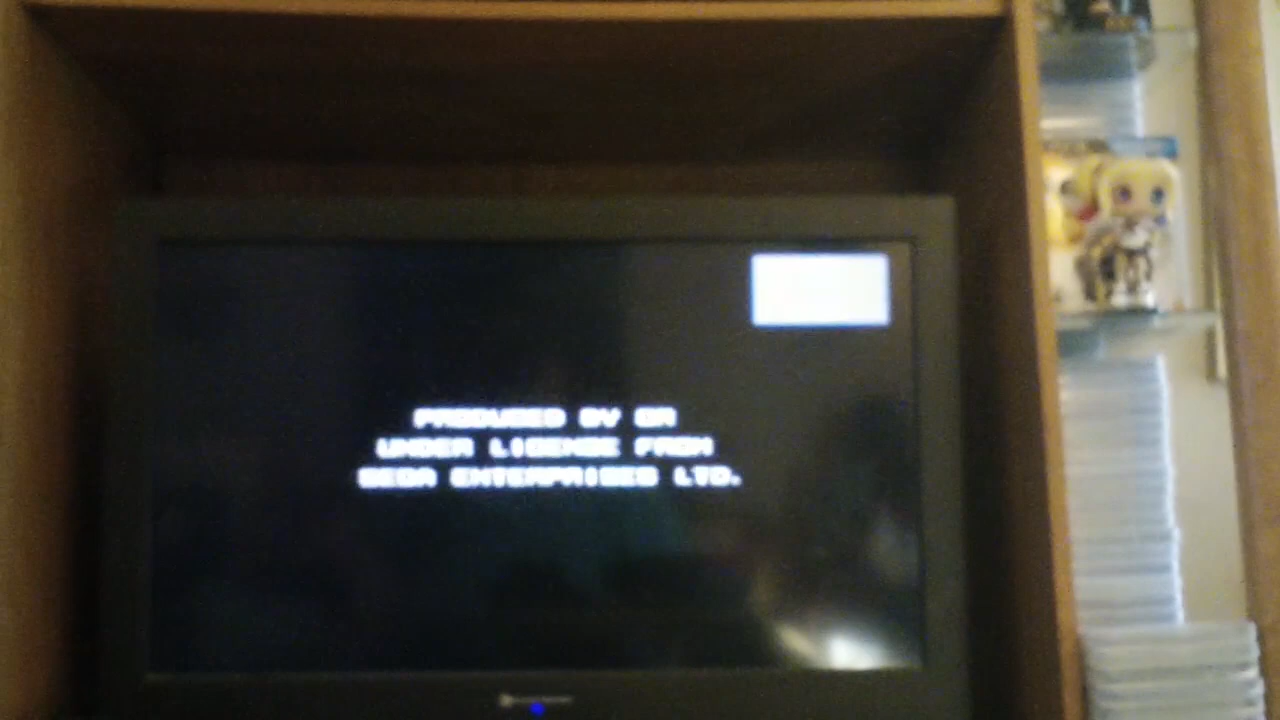 PRODUCED BY OR
UNDER LICENSE FROM
SEGA ENTERPRISES LTD.